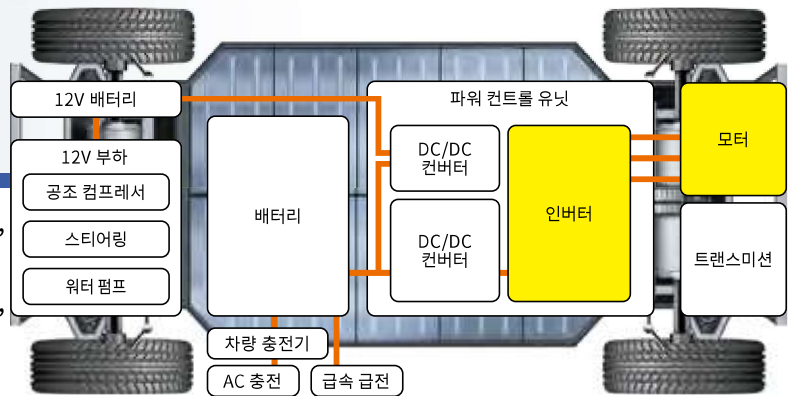 12V 배터리
12V 부하
공조 컴프레서
스티어링
워터 펌프
배터리
차량 충전기
AC 충전
급속 급전
파워 컨트롤 유닛
DC/DC
컨버터
DC/DC
컨버터
인버터
모터
트랜스미션
,
,